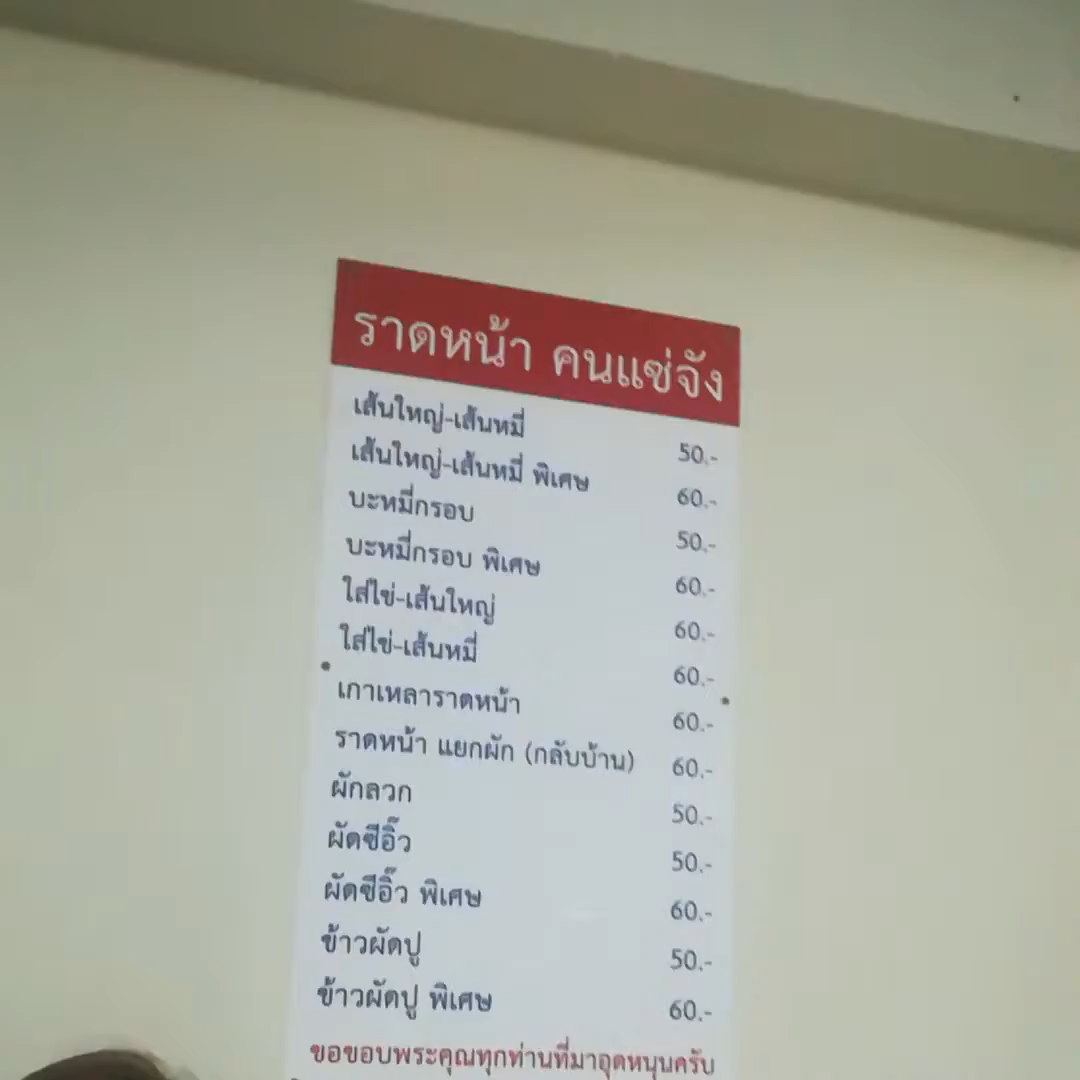 ราดหน้า คนแซ่จัง
เส้นใหญ่-เส้นหมี่ 50.-
เส้นใหญ่-เส้นหมี่ พิเศษ 60.-
บะหมี่กรอบ 50.-
บะหมี่กรอบ พิเศษ 60.-
ใส่ไข่-เส้นใหญ่ 60.-
ใส่ไข่-เส้นหมี่ 60.-
เกาเหลาราดหน้า 60.-
ราดหน้า แยกผัก (กลับบ้าน) 60.-
ผักลวก 50.-
ผัดซีอิ๊ว 50.-
ผัดซีอิ๊ว พิเศษ 60.-
ข้าวผัดปู 50.-
ข้าวผัดปู พิเศษ 60.-
ขอขอบพระคุณทุกท่านที่มาอุดหนุนครับ